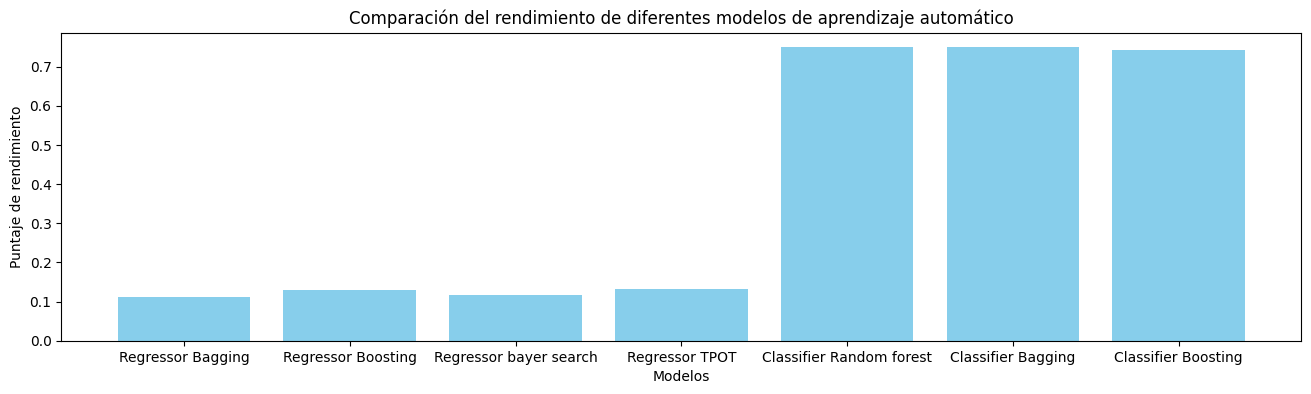 Comparación del rendimiento de diferentes modelos de aprendizaje automático
Puntaje de rendimiento
0.7
0.6
0.5
0.4
0.3
0.2
0.1
0.0
Regressor Bagging
Regressor Boosting
Regressor bayer search
Regressor TPOT
Classifier Random forest
Classifier Bagging
Classifier Boosting
Modelos